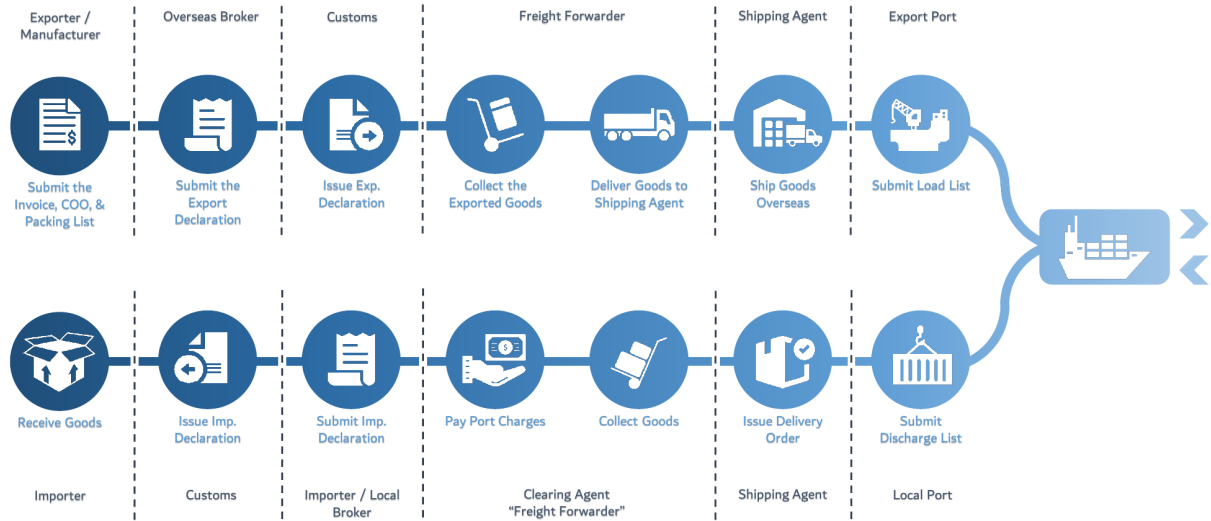 Exporter /
Manufacturer
Overseas Broker
Customs
Freight Forwarder
Shipping Agent
Export Port
$
Submit the
Invoice, COO, &
Packing List
Submit the
Export
Declaration
Issue Exp.
Declaration
Collect the
Exported Goods
Deliver Goods to
Shipping Agent
Ship Goods
Overseas
Submit Load List
$
Receive Goods
Issue Imp.
Declaration
Submit Imp.
Declaration
Pay Port Charges
Collect Goods
Issue Delivery
Order
Submit
Discharge List
Importer
Customs
Importer / Local
Broker
Clearing Agent
“Freight Forwarder”
Shipping Agent
Local Port